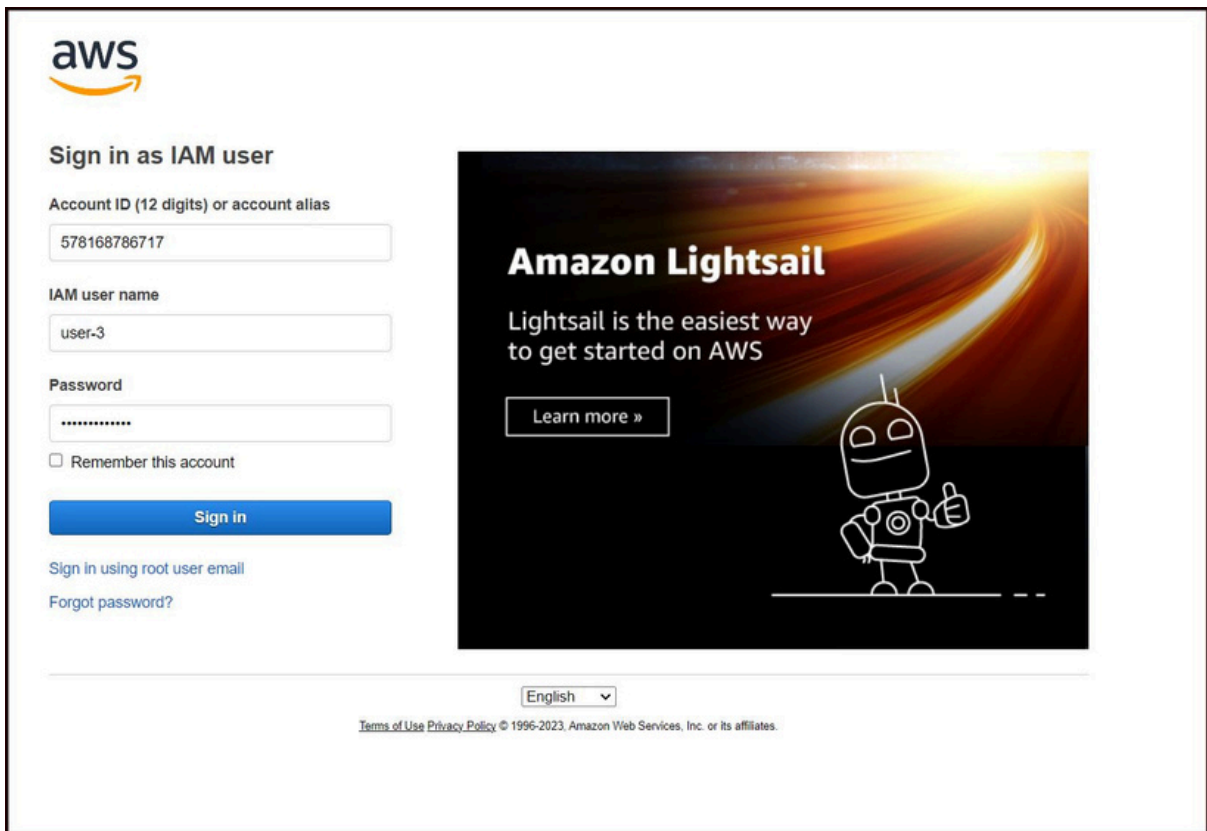 aws
Sign in as IAM user
Account ID (12 digits) or account alias
578168786717
IAM user name
user-3
Password
•••••••••••••
Remember this account
Sign in
Sign in using root user email
Forgot password?
Amazon Lightsail
Lightsail is the easiest way
to get started on AWS
Learn more »
English
Terms of Use Privacy Policy © 1996-2023, Amazon Web Services, Inc. or its affiliates.